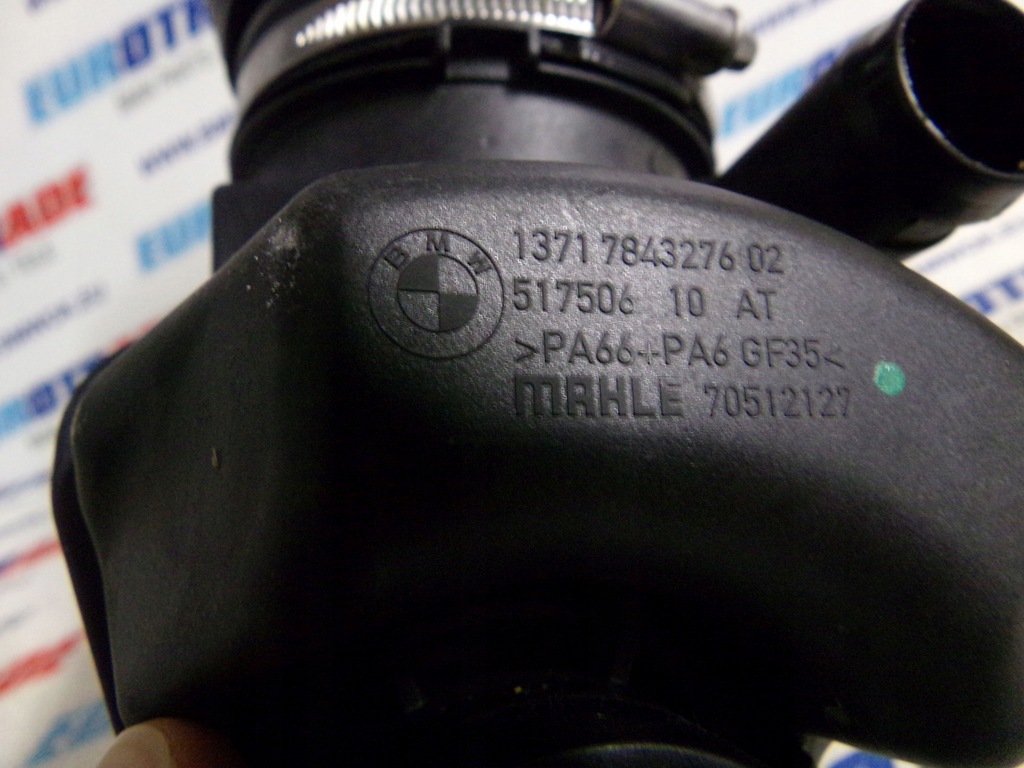 BMW
1371 7843276 02
517506 10 AT
>PA66+PA6 GF35<
MAHLE 70512127